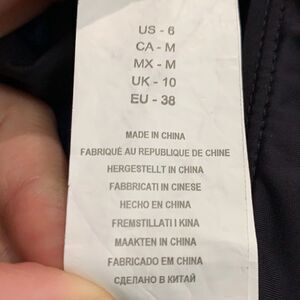 US - 6
CA - M
MX - M
UK - 10
EU - 38
MADE IN CHINA
FABRIQUÉ AU REPUBLIQUE DE CHINE
HERGESTELLT IN CHINA
FABBRICATI IN CINESE
HECHO EN CHINA
FREMSTILLATI I KINA
MAAKTEN IN CHINA
FABRICADO EM CHINA
СДЕЛАНО В КИТАЙ